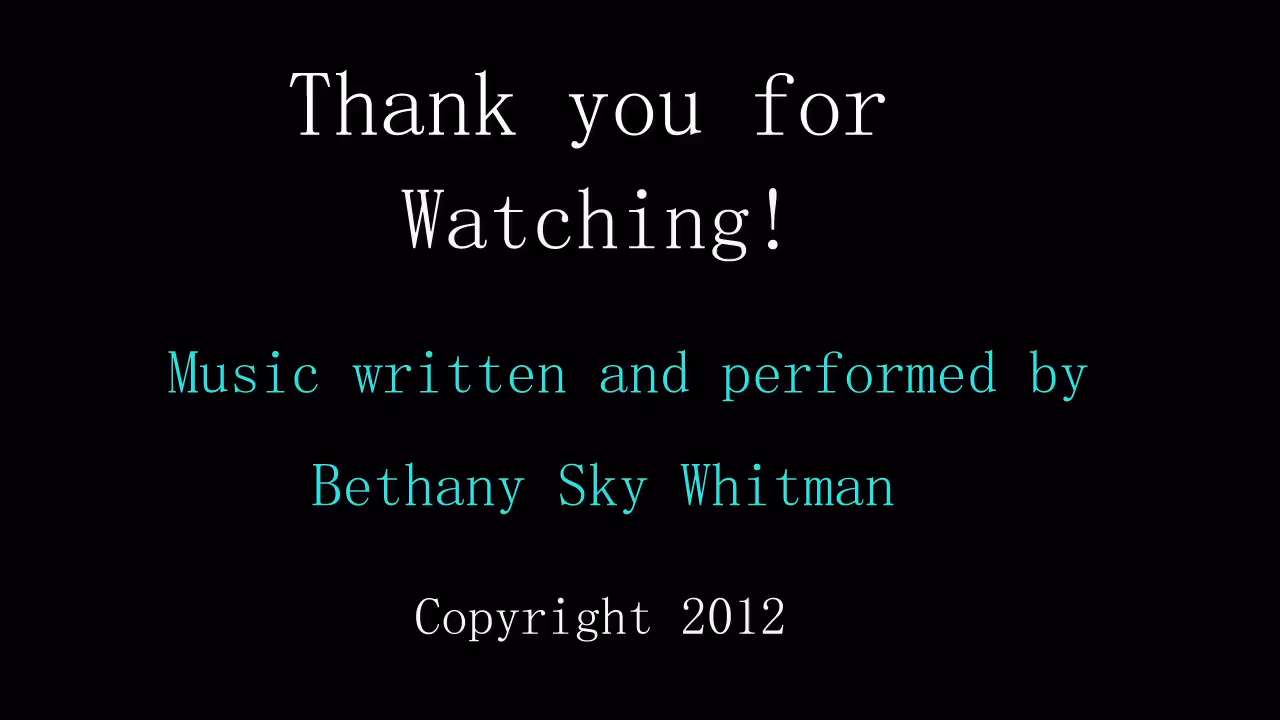 Thank you for
Watching!
Music written and performed by
Bethany Sky Whitman
Copyright 2012